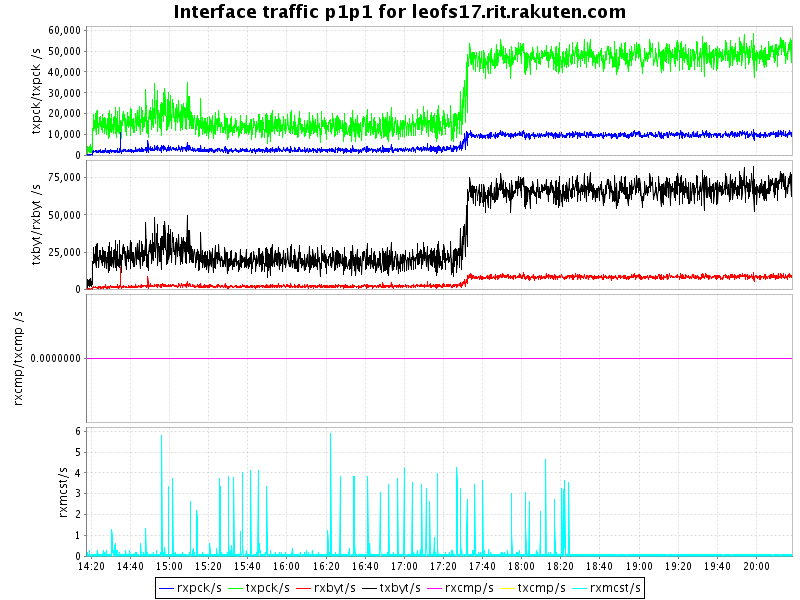 Interface traffic p1p1 for leofs17.rit.rakuten.com
txpck/txpck /s
60,000
50,000
40,000
30,000
20,000
10,000
0
txbyt/rxbyt /s
75,000
50,000
25,000
0
rxcmp/txcmp /s
0.0000000
rxmcst/s
6
5
4
3
2
1
0
14:20 14:40 15:00 15:20 15:40 16:00 16:20 16:40 17:00 17:20 17:40 18:00 18:20 18:40 19:00 19:20 19:40 20:00
rxpck/s txpck/s rxbyt/s txbyt/s rxcmp/s txcmp/s rxmcst/s